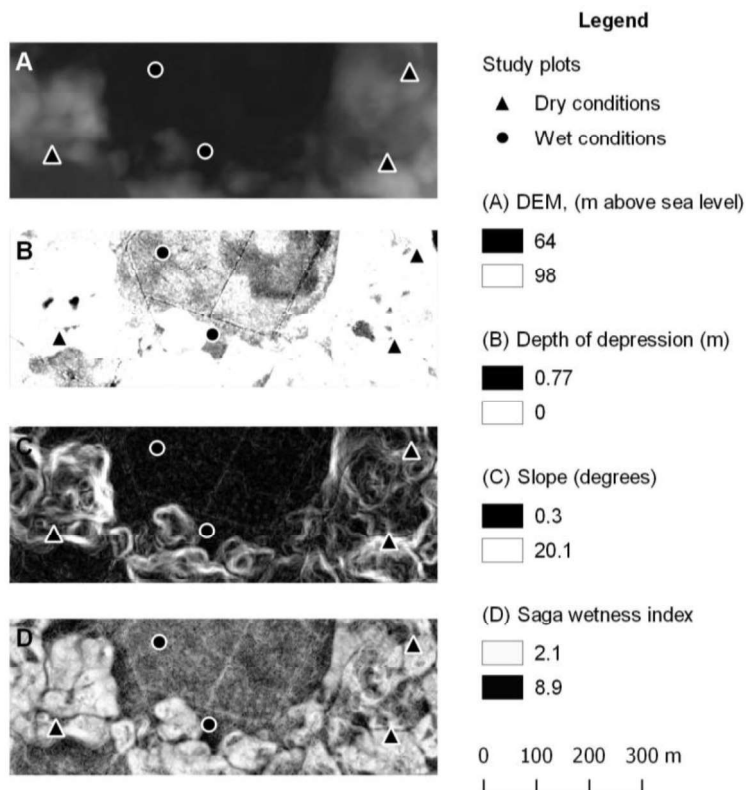 Legend
Study plots
Dry conditions
Wet conditions
(A) DEM, (m above sea level)
64
98
(B) Depth of depression (m)
0.77
0
(C) Slope (degrees)
0.3
20.1
(D) Saga wetness index
2.1
8.9
0 100 200 300 m
A
B
C
D